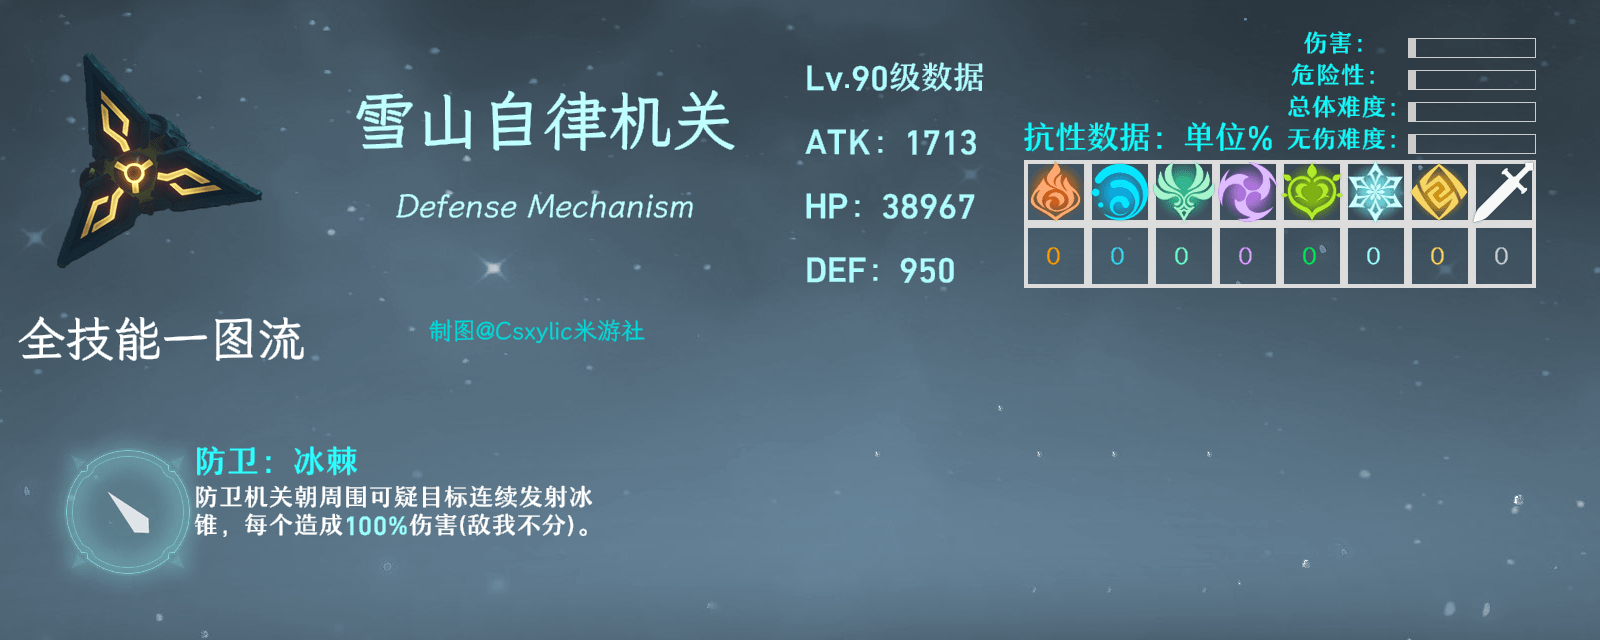 雪山自律机关
Defense Mechanism
全技能一图流
制图@Csxylic米游社
Lv.90级数据
ATK：1713
HP：38967
DEF：950
伤害：
危险性：
总体难度：
无伤难度：
抗性数据：单位%
0 0 0 0 0 0 0 0
防卫：冰棘
防卫机关朝周围可疑目标连续发射冰
锥，每个造成100%伤害(敌我不分)。